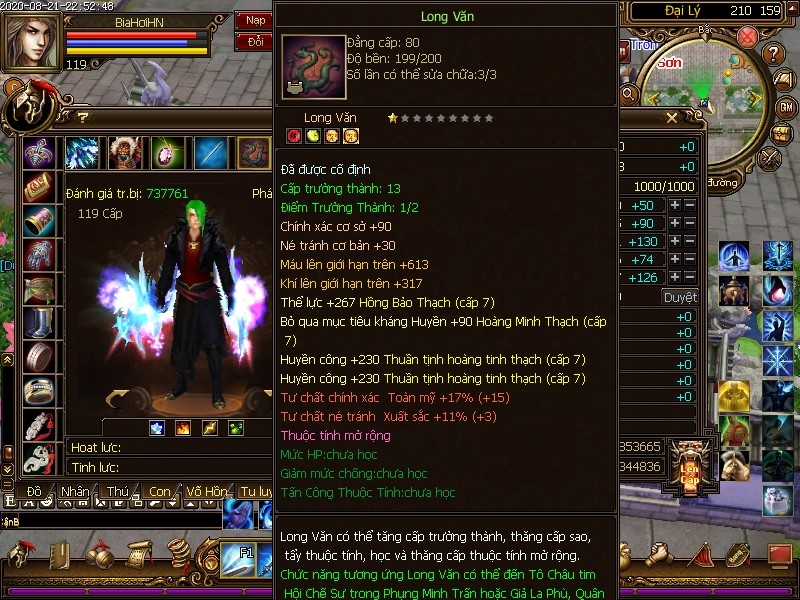 2020-08-21-22:52:46
BiaHơiHN
119
Nạp
Đổi
Đại Lý 210 159
Bắc
Sơn
GM
đường
Long Văn
Đẳng cấp: 80
Độ bền: 199/200
Số lần có thể sửa chữa:3/3
Long Văn
Đã được cố định
Cấp trưởng thành: 13
Điểm Trưởng Thành: 1/2
Chính xác cơ sở +90
Né tránh cơ bản +30
Máu lên giới hạn trên +613
Khí lên giới hạn trên +317
Thể lực +267 Hồng Bảo Thạch (cấp 7)
Bỏ qua mục tiêu kháng Huyền +90 Hoàng Minh Thạch (cấp
7)
Huyền công +230 Thuần tịnh hoàng tinh thạch (cấp 7)
Huyền công +230 Thuần tịnh hoàng tinh thạch (cấp 7)
Tư chất chính xác Toàn mỹ +17% (+15)
Tư chất né tránh Xuất sắc +11% (+3)
Thuộc tính mở rộng
Mức HP:chưa học
Giảm mức chống:chưa học
Tấn Công Thuộc Tính:chưa học
Long Văn có thể tăng cấp trưởng thành, thăng cấp sao,
tẩy thuộc tính, học và thăng cấp thuộc tính mở rộng.
Chức năng tương ứng Long Văn có thể đến Tô Châu tìm
Hội Chế Sư trong Phụng Minh Trấn hoặc Giả La Phù, Quân
?
Đánh giá tr.bị: 737761
Phá
119 Cấp
Hoạt lực:
Tinh lực:
Đồ
Nhân
Thú
Con
Võ Hồn
Tu luy
F1
+0
+0
1000/1000
+50
+90
+130
+74
+126
Duyệt
+0
+0
+0
+0
+0
+0
353665
344836
Lên
Cấp